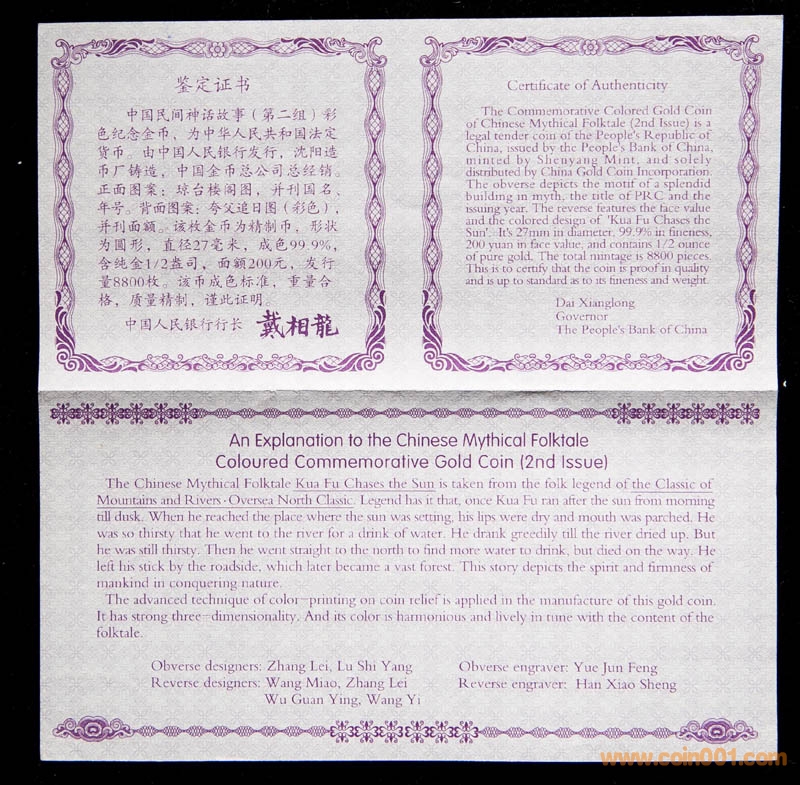 鉴定证书
中国民间神话故事（第二组）彩
色纪念金币，为中华人民共和国法定
货币。由中国人民银行发行，沈阳造
币厂铸造，中国金币总公司总经销。
正面图案：琼台楼阁图，并刊国名、
年号。背面图案：夸父追日图（彩色），
并刊面额。该枚金币为精制币，形状
为圆形，直径27毫米，成色99.9%，
含纯金1/2盎司，面额200元，发行
量8800枚。该币成色标准，重量合
格，质量精制，谨此证明。
中国人民银行行长 戴相龍
Certificate of Authenticity
The Commemorative Colored Gold Coin
of Chinese Mythical Folktale (2nd Issue) is a
legal tender coin of the People's Republic of
China, issued by the People's Bank of China,
minted by Shenyang Mint, and solely
distributed by China Gold Coin Incorporation.
The obverse depicts the motif of a splendid
building in myth, the title of PRC and the
issuing year. The reverse features the face value
and the colored design of 'Kua Fu Chases the
Sun'. It's 27mm in diameter, 99.9% in fineness,
200 yuan in face value, and contains 1/2 ounce
of pure gold. The total mintage is 8800 pieces.
This is to certify that the coin is proof in quality
and is up to standard as to its fineness and weight.
Dai Xianglong
Governor
The People's Bank of China
An Explanation to the Chinese Mythical Folktale
Coloured Commemorative Gold Coin (2nd Issue)
The Chinese Mythical Folktale Kua Fu Chases the Sun is taken from the folk legend of the Classic of
Mountains and Rivers·Oversea North Classic. Legend has it that, once Kua Fu ran after the sun from morning
till dusk. When he reached the place where the sun was setting, his lips were dry and mouth was parched. He
was so thirsty that he went to the river for a drink of water. He drank greedily till the river dried up. But
he was still thirsty. Then he went straight to the north to find more water to drink, but died on the way. He
left his stick by the roadside, which later became a vast forest. This story depicts the spirit and firmness of
mankind in conquering nature.
The advanced technique of color-printing on coin relief is applied in the manufacture of this gold coin.
It has strong three-dimensionality. And its color is harmonious and lively in tune with the content of the
folktale.
Obverse designers: Zhang Lei, Lu Shi Yang
Obverse engraver: Yue Jun Feng
Reverse designers: Wang Miao, Zhang Lei
Reverse engraver: Han Xiao Sheng
Wu Guan Ying, Wang Yi
www.coin001.com